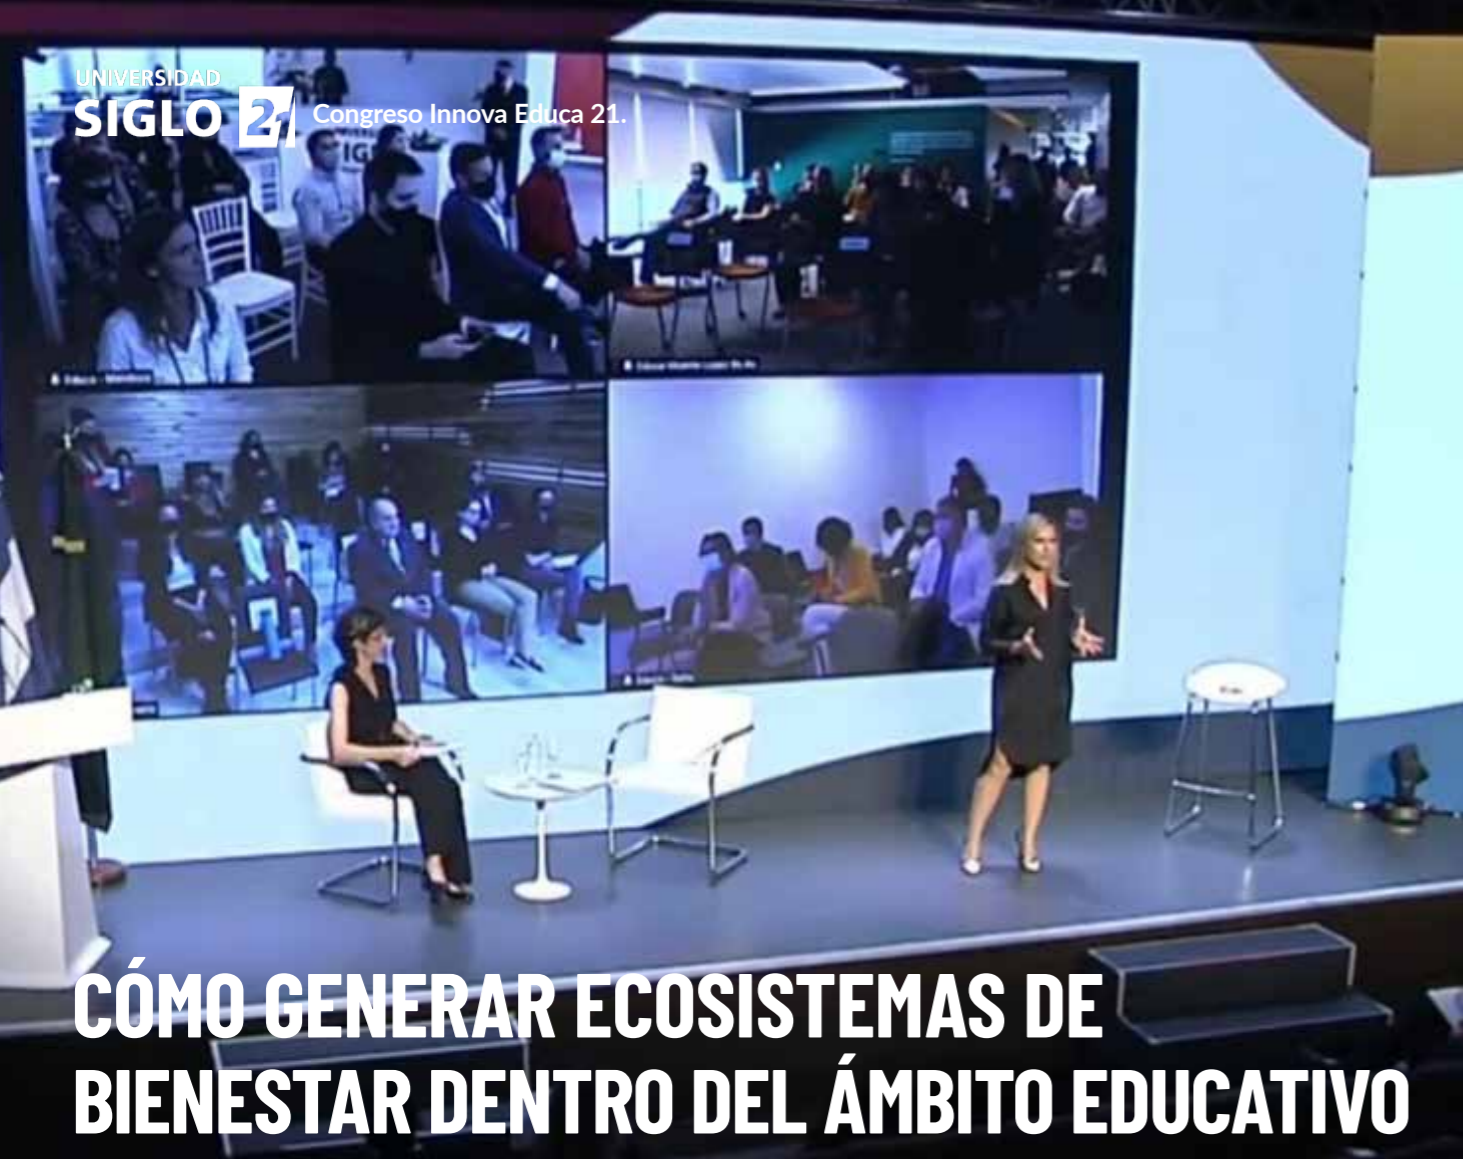 UNIVERSIDAD
SIGLO 21
Congreso Innova Educa 21.
CÓMO GENERAR ECOSISTEMAS DE
BIENESTAR DENTRO DEL ÁMBITO EDUCATIVO